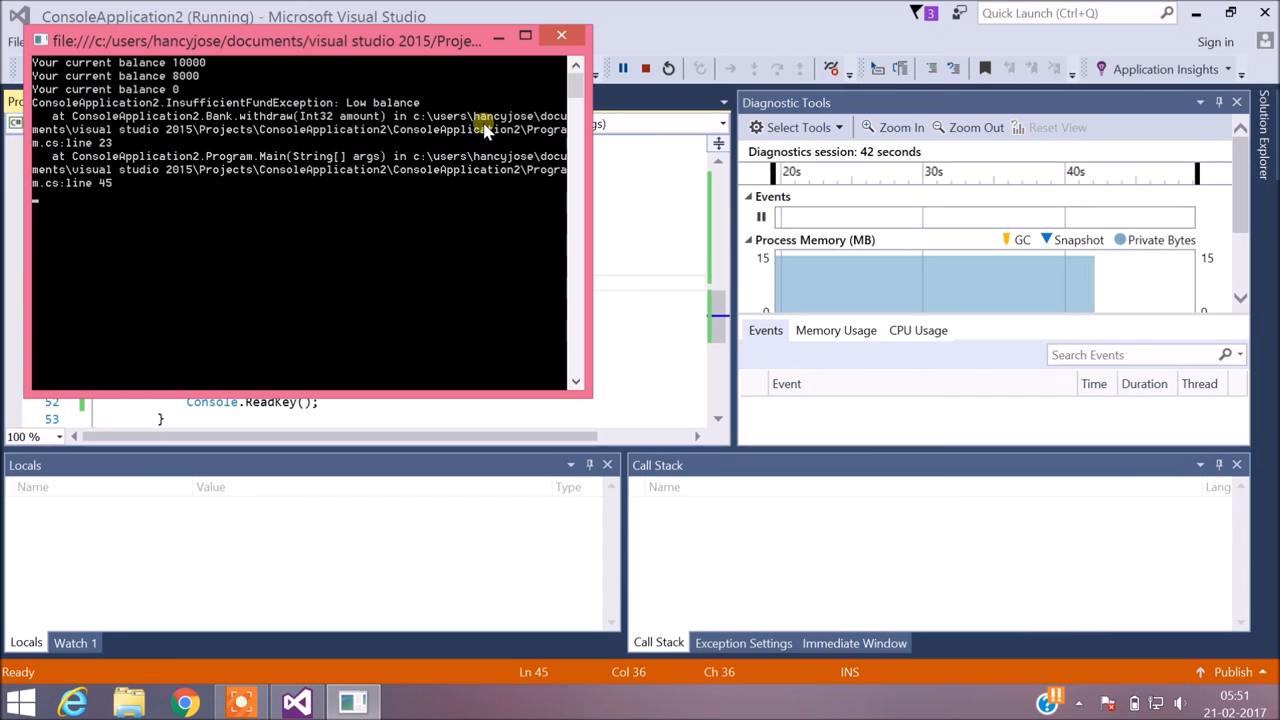 ConsoleApplication2 (Running) - Microsoft Visual Studio
3
Quick Launch (Ctrl+Q)
Sign in
file:///c:/users/hancyjose/documents/visual studio 2015/Proje...
Application Insights
Your current balance 10000
Your current balance 8000
Your current balance 0
ConsoleApplication2.InsufficientFundException: Low balance
at ConsoleApplication2.Bank.withdraw(Int32 amount) in c:\users\hancyjose\docu
ments\visual studio 2015\Projects\ConsoleApplication2\ConsoleApplication2\Progra
m.cs:line 23
at ConsoleApplication2.Program.Main(String[] args) in c:\users\hancyjose\docu
ments\visual studio 2015\Projects\ConsoleApplication2\ConsoleApplication2\Progra
m.cs:line 45
52 Console.ReadKey();
53 }
100 %
Diagnostic Tools
Select Tools Zoom In Zoom Out Reset View
Diagnostics session: 42 seconds
20s 30s 40s
Events
Process Memory (MB) GC Snapshot Private Bytes
15 15
0 0
Events Memory Usage CPU Usage
Search Events
Event Time Duration Thread
Solution Explorer
Locals
Name Value Type
Locals Watch 1
Call Stack
Name Lang
Call Stack Exception Settings Immediate Window
Ready Ln 45 Col 36 Ch 36 INS Publish
05:51
21-02-2017